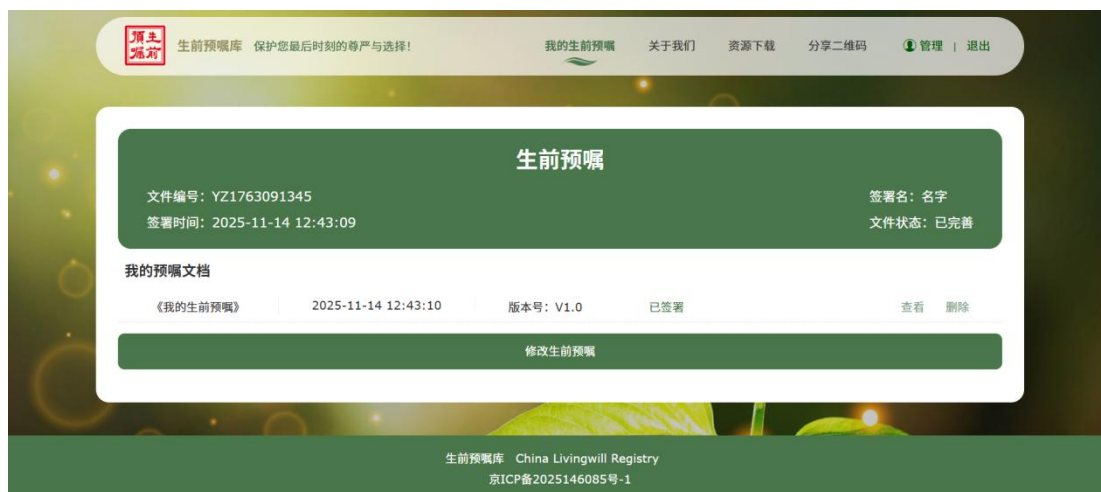 生前预嘱
生前预嘱库 保护您最后时刻的尊严与选择! 我的生前预嘱 关于我们 资源下载 分享二维码 管理 | 退出
生前预嘱
文件编号：YZ1763091345 签署名：名字
签署时间：2025-11-14 12:43:09 文件状态：已完善
我的预嘱文档
《我的生前预嘱》 2025-11-14 12:43:10 版本号：V1.0 已签署 查看 删除
修改生前预嘱
生前预嘱库 China Livingwill Registry
京ICP备2025146085号-1